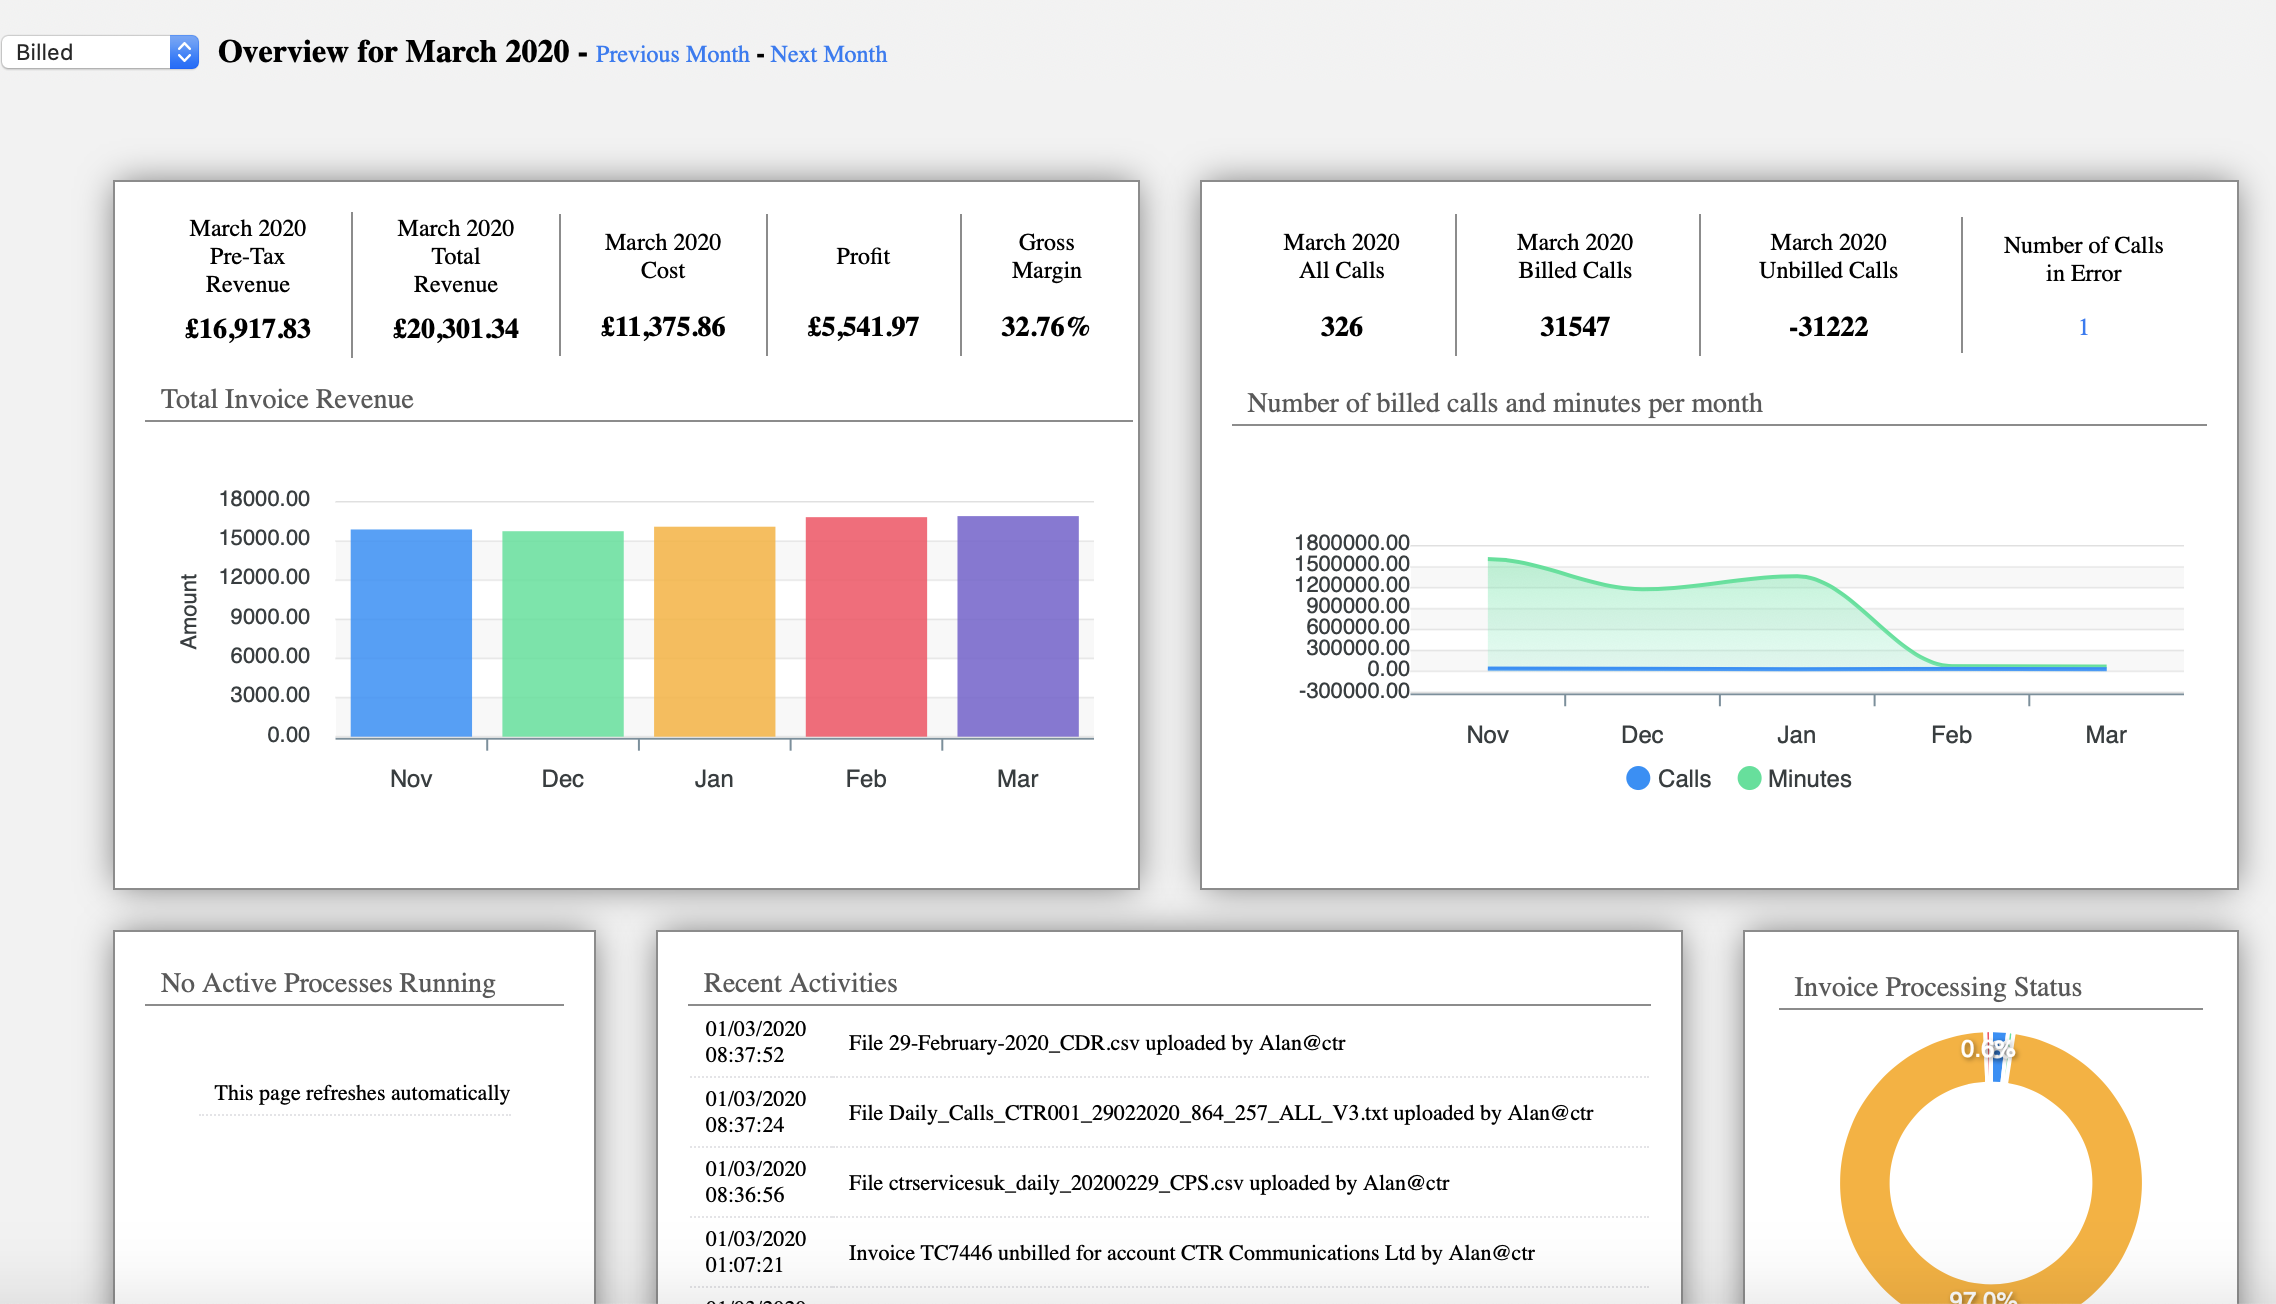 Billed
Overview for March 2020 - Previous Month - Next Month
March 2020
Pre-Tax
Revenue
£16,917.83
March 2020
Total
Revenue
£20,301.34
March 2020
Cost
£11,375.86
Profit
£5,541.97
Gross
Margin
32.76%
Total Invoice Revenue
18000.00
15000.00
12000.00
9000.00
6000.00
3000.00
0.00
Amount
Nov
Dec
Jan
Feb
Mar
March 2020
All Calls
326
March 2020
Billed Calls
31547
March 2020
Unbilled Calls
-31222
Number of Calls
in Error
1
Number of billed calls and minutes per month
1800000.00
1500000.00
1200000.00
900000.00
600000.00
300000.00
0.00
-300000.00
Nov
Dec
Jan
Feb
Mar
Calls
Minutes
No Active Processes Running
This page refreshes automatically
Recent Activities
01/03/2020
08:37:52
File 29-February-2020_CDR.csv uploaded by Alan@ctr
01/03/2020
08:37:24
File Daily_Calls_CTR001_29022020_864_257_ALL_V3.txt uploaded by Alan@ctr
01/03/2020
08:36:56
File ctrservicesuk_daily_20200229_CPS.csv uploaded by Alan@ctr
01/03/2020
01:07:21
Invoice TC7446 unbilled for account CTR Communications Ltd by Alan@ctr
Invoice Processing Status
97.0%